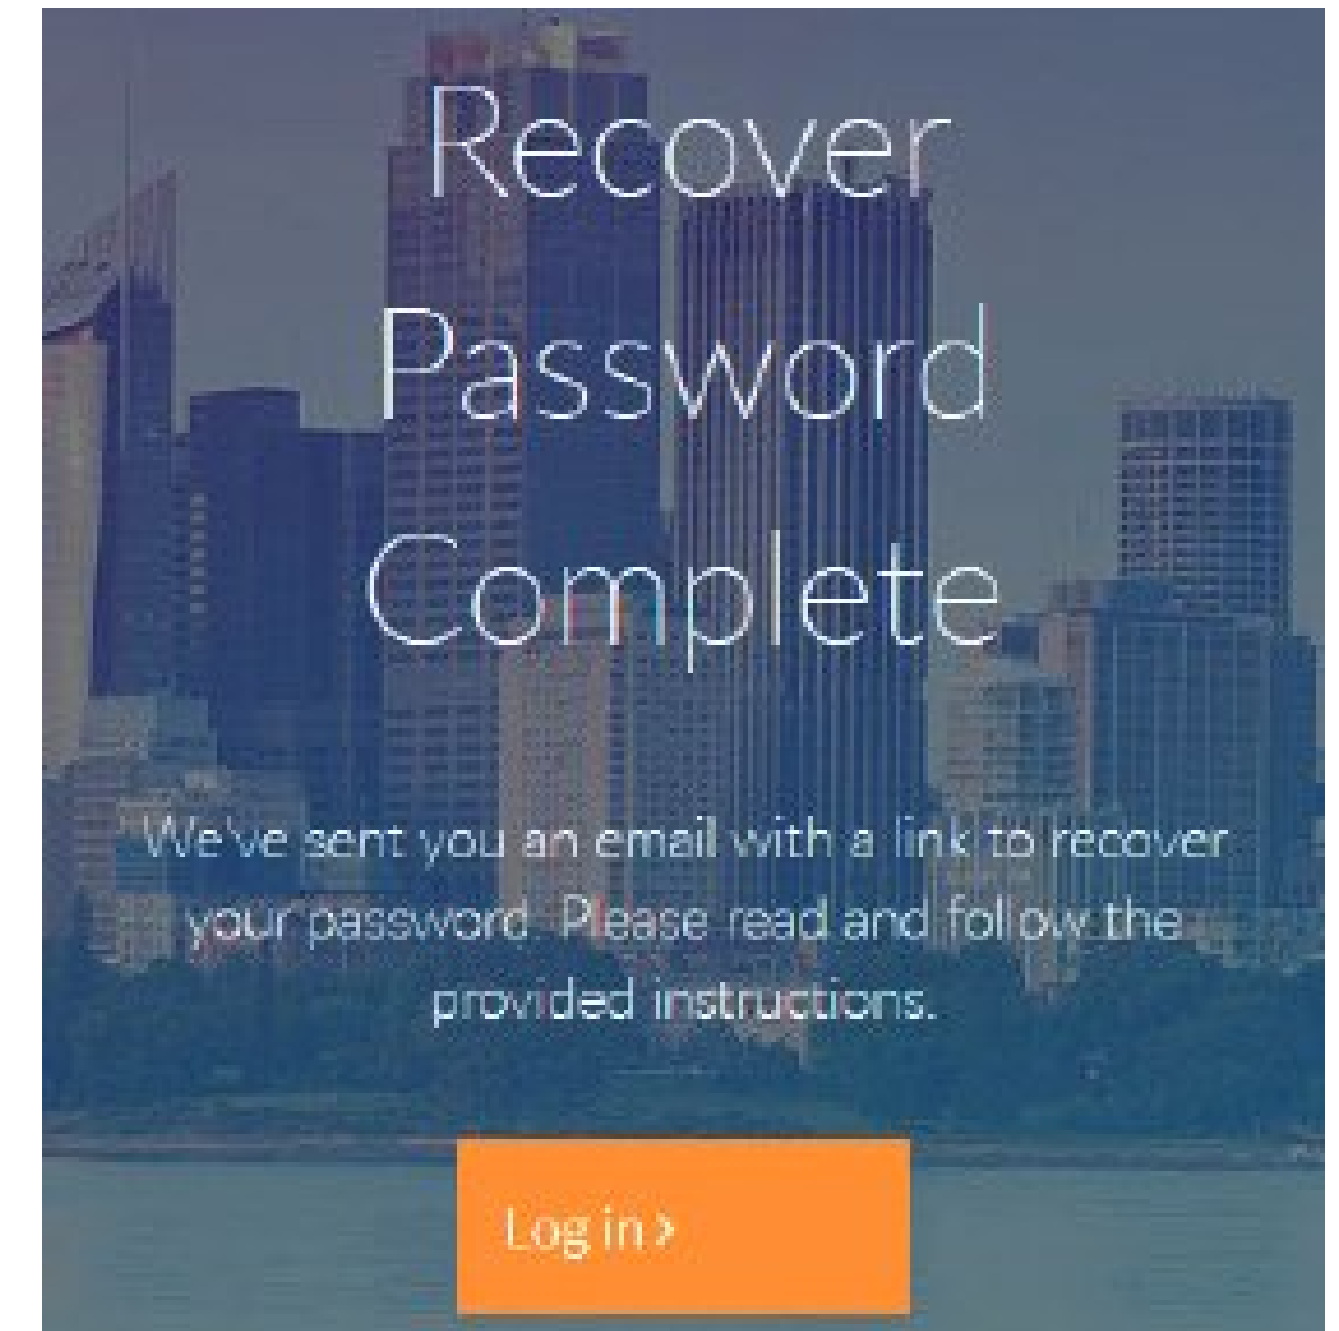 Recover
Password
Complete
We've sent you an email with a link to recover
your password. Please read and follow the
provided instructions.
Log in >